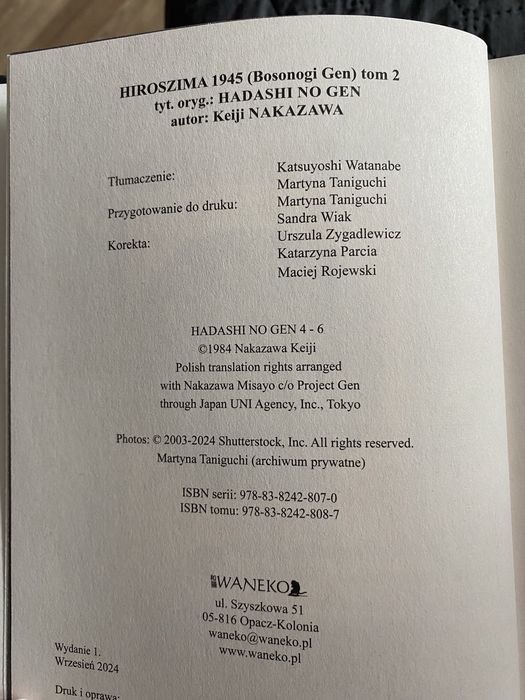 HIROSZIMA 1945 (Bosonogi Gen) tom 2
tyt. oryg.: HADASHI NO GEN
autor: Keiji NAKAZAWA
Tłumaczenie: Katsuyoshi Watanabe
Martyna Taniguchi
Przygotowanie do druku: Martyna Taniguchi
Sandra Wiak
Korekta: Urszula Zygadlewicz
Katarzyna Parcia
Maciej Rojewski
HADASHI NO GEN 4 - 6
©1984 Nakazawa Keiji
Polish translation rights arranged
with Nakazawa Misayo c/o Project Gen
through Japan UNI Agency, Inc., Tokyo
Photos: © 2003-2024 Shutterstock, Inc. All rights reserved.
Martyna Taniguchi (archiwum prywatne)
ISBN serii: 978-83-8242-807-0
ISBN tomu: 978-83-8242-808-7
WANEKO
ul. Szyszkowa 51
05-816 Opacz-Kolonia
waneko@waneko.pl
www.waneko.pl
Wydanie 1.
Wrzesień 2024
Druk i oprawa: